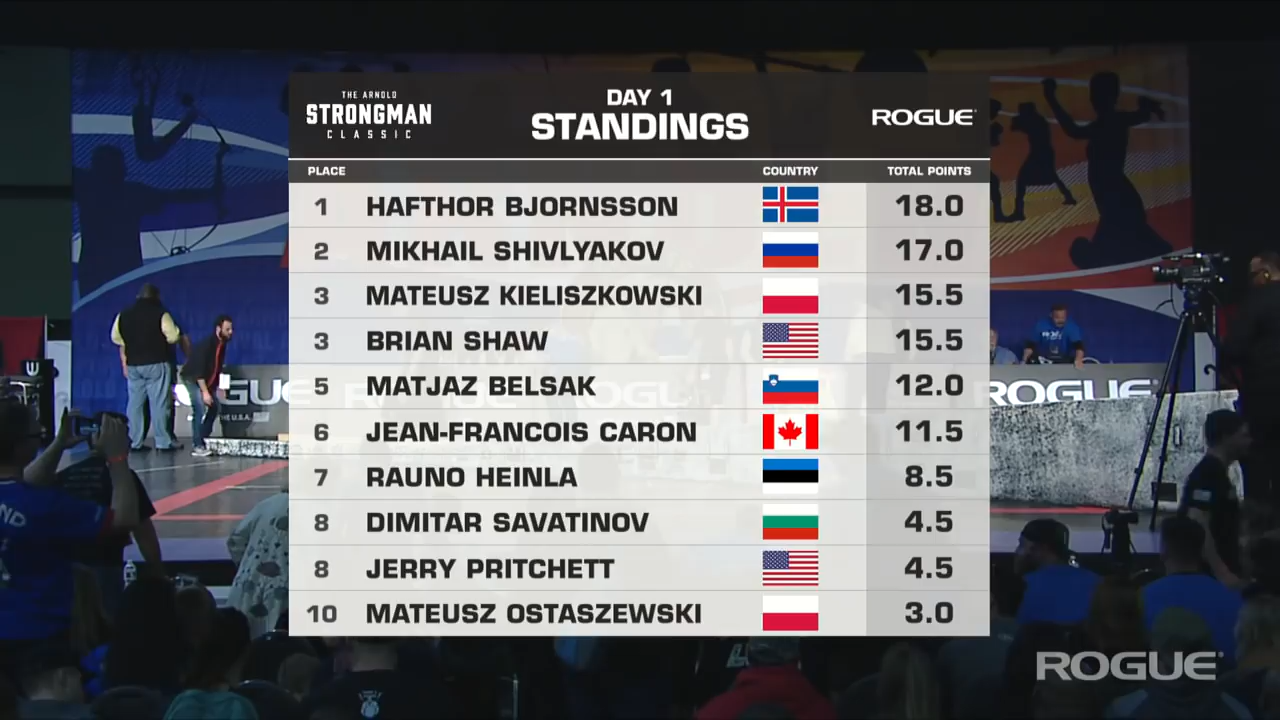 THE ARNOLD
STRONGMAN
CLASSIC
DAY 1
STANDINGS
ROGUE
PLACE COUNTRY TOTAL POINTS
1 HAFTHOR BJORNSSON 18.0
2 MIKHAIL SHIVLYAKOV 17.0
3 MATEUSZ KIELISZKOWSKI 15.5
3 BRIAN SHAW 15.5
5 MATJAZ BELSAK 12.0
6 JEAN-FRANCOIS CARON 11.5
7 RAUNO HEINLA 8.5
8 DIMITAR SAVATINOV 4.5
8 JERRY PRITCHETT 4.5
10 MATEUSZ OSTASZEWSKI 3.0
GUE
ROGUE
ND
ROGUE